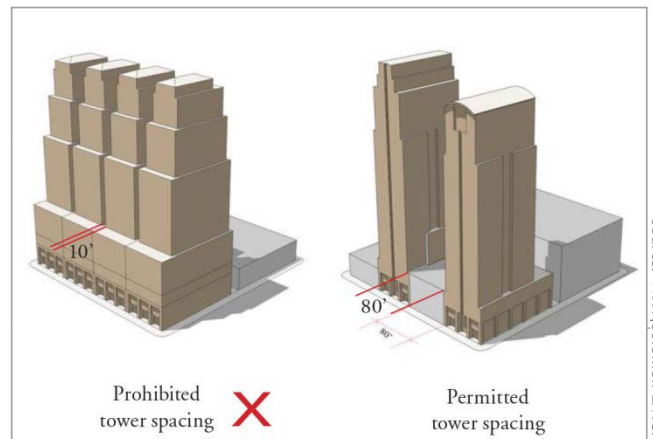 10’
80’
80’
Prohibited
tower spacing
Permitted
tower spacing